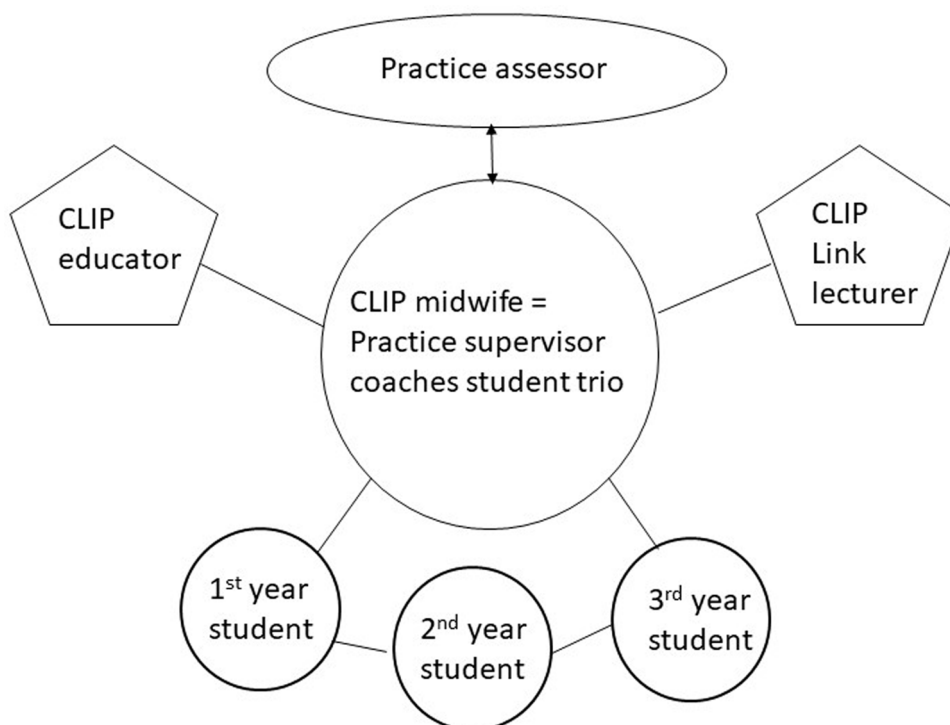 Practice assessor
CLIP
educator
CLIP
Link
lecturer
CLIP midwife =
Practice supervisor
coaches student trio
1st year
student
2nd year
student
3rd year
student